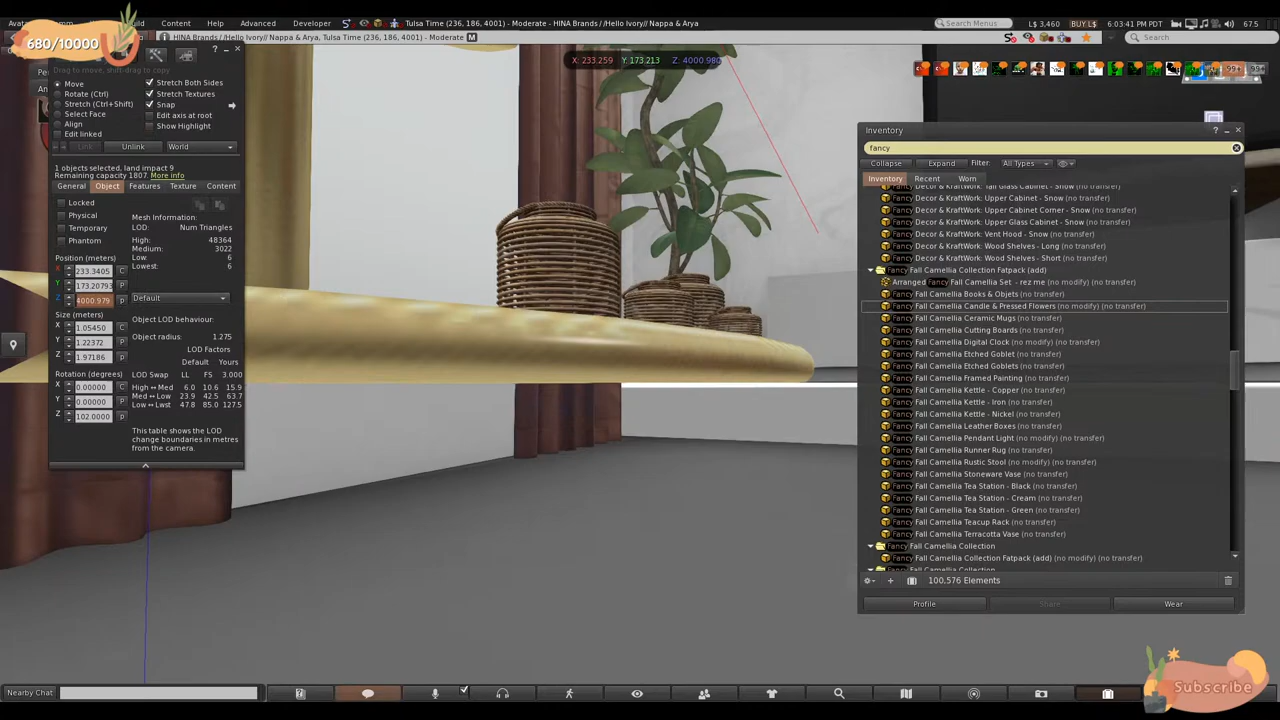 Content Help Advanced Developer Tulsa Time (236, 186, 4001) - Moderate - HINA Brands / /Hello Ivory// Nappa & Arya Search Menus L$ 3,460 BUY L$ 6:03:41 PM PDT 67.5
Tulsa Time (236, 186, 4001) - Moderate - HINA Brands / /Hello Ivory// Nappa & Arya, Tulsa Time (236, 186, 4001) - Moderate M Search
680/10000
X: 233.259 Y: 173.213 Z: 4000.980
99+ 99+
Drag to move, shift-drag to copy
Move
Rotate (Ctrl)
Stretch (Ctrl+Shift)
Select Face
Align
Edit linked
Stretch Both Sides
Stretch Textures
Snap
Edit axis at root
Show Highlight
Link Unlink World
1 objects selected, land impact 9
Remaining capacity 1807. More info
General Object Features Texture Content
Locked
Physical
Temporary
Phantom
Position (meters)
X 233.3405 C
Y 173.20793 P
Z 4000.979 p
Size (meters)
X 1.05450
Y 1.22372
Z 1.97186
Rotation (degrees)
X 0.00000 C
Y 0.00000 P
Z 102.0000 p
Mesh Information:
LOD: Num Triangles
High: 48364
Medium: 3022
Low: 6
Lowest: 6
Default
Object LOD behaviour:
Object radius: 1.275
LOD Factors
Default Yours
LOD Swap LL FS 3.000
High ↔ Med 6.0 10.6 15.9
Med ↔ Low 23.9 42.5 63.7
Low ↔ Lwst 47.8 85.0 127.5
This table shows the LOD
change boundaries in metres
from the camera.
Inventory
fancy
Collapse Expand Filter: All Types
Inventory Recent Worn
Fancy Decor & KraftWork: Tall Glass Cabinet - Snow (no transfer)
Fancy Decor & KraftWork: Upper Cabinet - Snow (no transfer)
Fancy Decor & KraftWork: Upper Cabinet Corner - Snow (no transfer)
Fancy Decor & KraftWork: Upper Glass Cabinet - Snow (no transfer)
Fancy Decor & KraftWork: Vent Hood - Snow (no transfer)
Fancy Decor & KraftWork: Wood Shelves - Long (no transfer)
Fancy Decor & KraftWork: Wood Shelves - Short (no transfer)
Fancy Fall Camellia Collection Fatpack (add)
Arranged Fancy Fall Camellia Set - rez me (no modify) (no transfer)
Fancy Fall Camellia Books & Objets (no transfer)
Fancy Fall Camellia Candle & Pressed Flowers (no modify) (no transfer)
Fancy Fall Camellia Ceramic Mugs (no transfer)
Fancy Fall Camellia Cutting Boards (no transfer)
Fancy Fall Camellia Digital Clock (no modify) (no transfer)
Fancy Fall Camellia Etched Goblet (no transfer)
Fancy Fall Camellia Etched Goblets (no transfer)
Fancy Fall Camellia Framed Painting (no transfer)
Fancy Fall Camellia Kettle - Copper (no transfer)
Fancy Fall Camellia Kettle - Iron (no transfer)
Fancy Fall Camellia Kettle - Nickel (no transfer)
Fancy Fall Camellia Leather Boxes (no transfer)
Fancy Fall Camellia Pendant Light (no modify) (no transfer)
Fancy Fall Camellia Runner Rug (no transfer)
Fancy Fall Camellia Rustic Stool (no modify) (no transfer)
Fancy Fall Camellia Stoneware Vase (no transfer)
Fancy Fall Camellia Tea Station - Black (no transfer)
Fancy Fall Camellia Tea Station - Cream (no transfer)
Fancy Fall Camellia Tea Station - Green (no transfer)
Fancy Fall Camellia Teacup Rack (no transfer)
Fancy Fall Camellia Terracotta Vase (no transfer)
Fancy Fall Camellia Collection
Fancy Fall Camellia Collection Fatpack (add) (no modify) (no transfer)
Fancy Fall Camellia Collection
100,576 Elements
Profile Share Wear
Subscribe
Nearby Chat